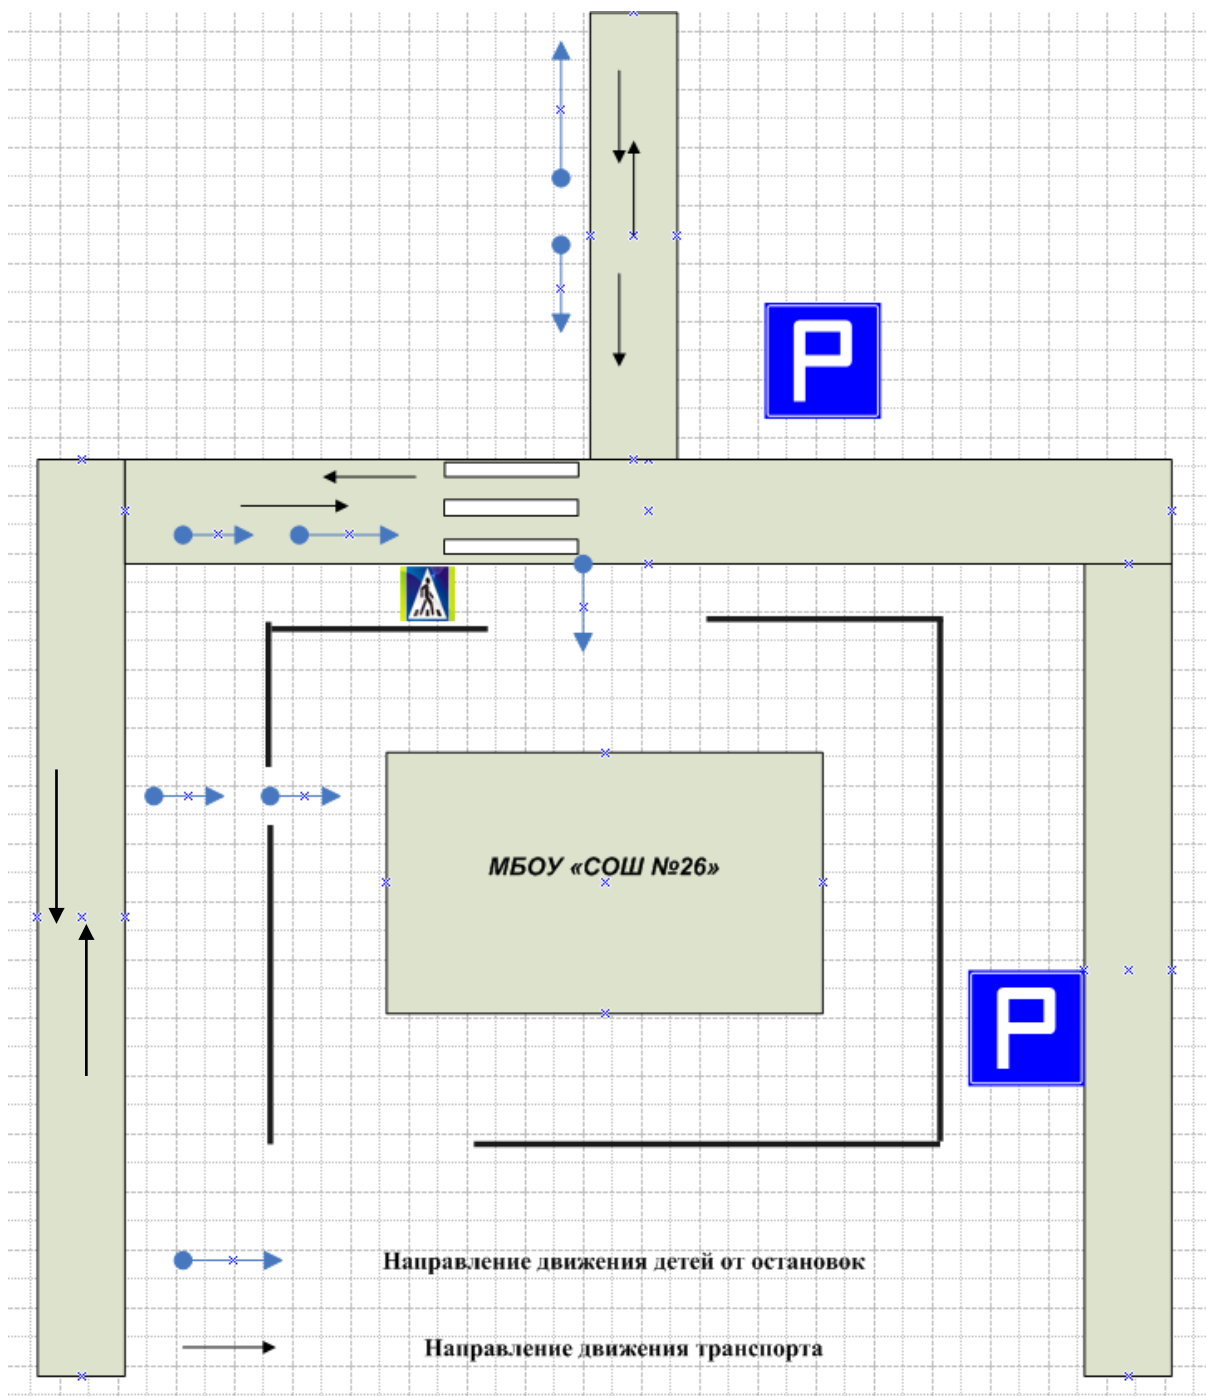 P
МБОУ «СОШ №26»
P
Направление движения детей от остановок
Направление движения транспорта